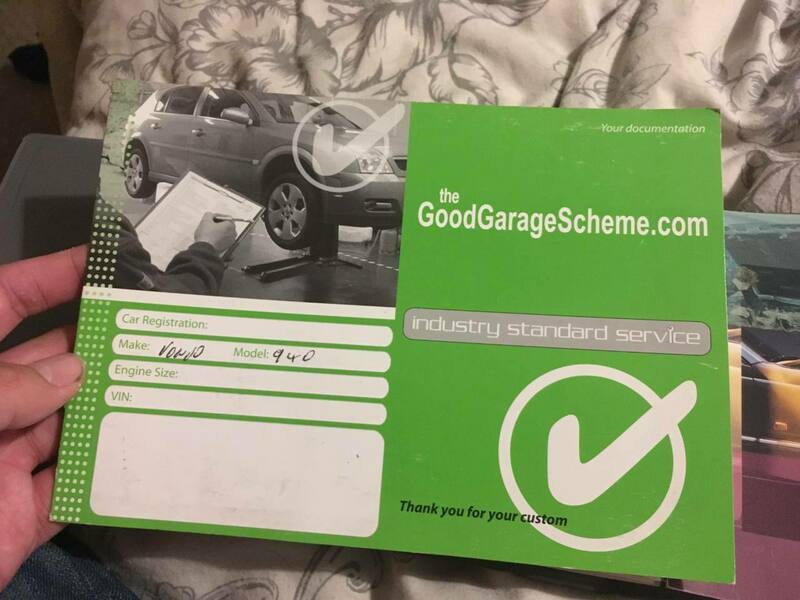 Your documentation
the
GoodGarageScheme.com
industry standard service
Car Registration:
Make: VOLVO Model: 940
Engine Size:
VIN:
Thank you for your custom